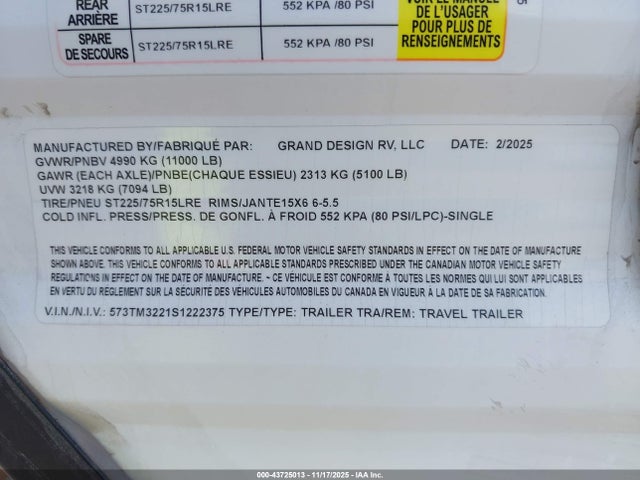 REAR
ARRIÈRE
ST225/75R15LRE
552 KPA /80 PSI
SPARE
DE SECOURS
ST225/75R15LRE
552 KPA /80 PSI
VOIR LE MANUEL
DE L'USAGER
POUR PLUS DE
RENSEIGNEMENTS
MANUFACTURED BY/FABRIQUÉ PAR: GRAND DESIGN RV, LLC DATE: 2/2025
GVWR/PNBV 4990 KG (11000 LB)
GAWR (EACH AXLE)/PNBE(CHAQUE ESSIEU) 2313 KG (5100 LB)
UVW 3218 KG (7094 LB)
TIRE/PNEU ST225/75R15LRE RIMS/JANTE15X6 6-5.5
COLD INFL. PRESS/PRESS. DE GONFL. À FROID 552 KPA (80 PSI/LPC)-SINGLE
THIS VEHICLE CONFORMS TO ALL APPLICABLE U.S. FEDERAL MOTOR VEHICLE SAFETY STANDARDS IN EFFECT ON THE DATE OF MANUFACTURE
SHOWN ABOVE. THIS VEHICLE CONFORMS TO ALL APPLICABLE STANDARDS PRESCRIBED UNDER THE CANADIAN MOTOR VEHICLE SAFETY
REGULATIONS IN EFFECT ON THE DATE OF MANUFACTURE. ~ CE VÉHICULE EST CONFORME À TOUTES LES NORMES QUI LUI SONT APPLICABLES
EN VERTU DU REGLEMENT SUR LA SÉCURITÉ DES VEHICULES AUTOMOBILES DU CANADA EN VIGUEUR À LA DATE DE SA FABRICATION.
V.I.N./N.I.V.: 573TM3221S1222375 TYPE/TYPE: TRAILER TRA/REM: TRAVEL TRAILER
000-43725013 - 11/17/2025 - IAA Inc.